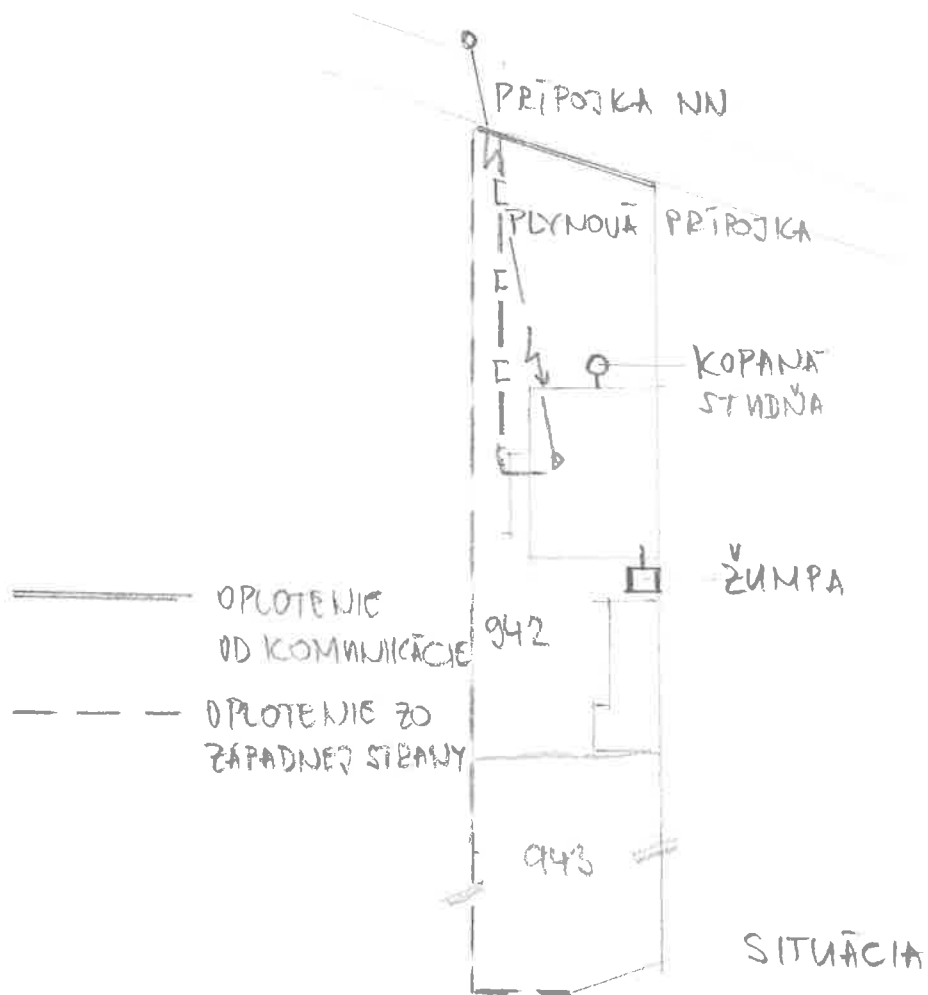 PRÍPOJKA NN
PLYNOVÁ PRÍPOJKA
KOPANÁ
STUDŇA
ŽUMPA
OPLOTENIE
OD KOMUNIKÁCIE
942
OPLOTENIE ZO
ZÁPADNEJ STRANY
943
SITUÁCIA